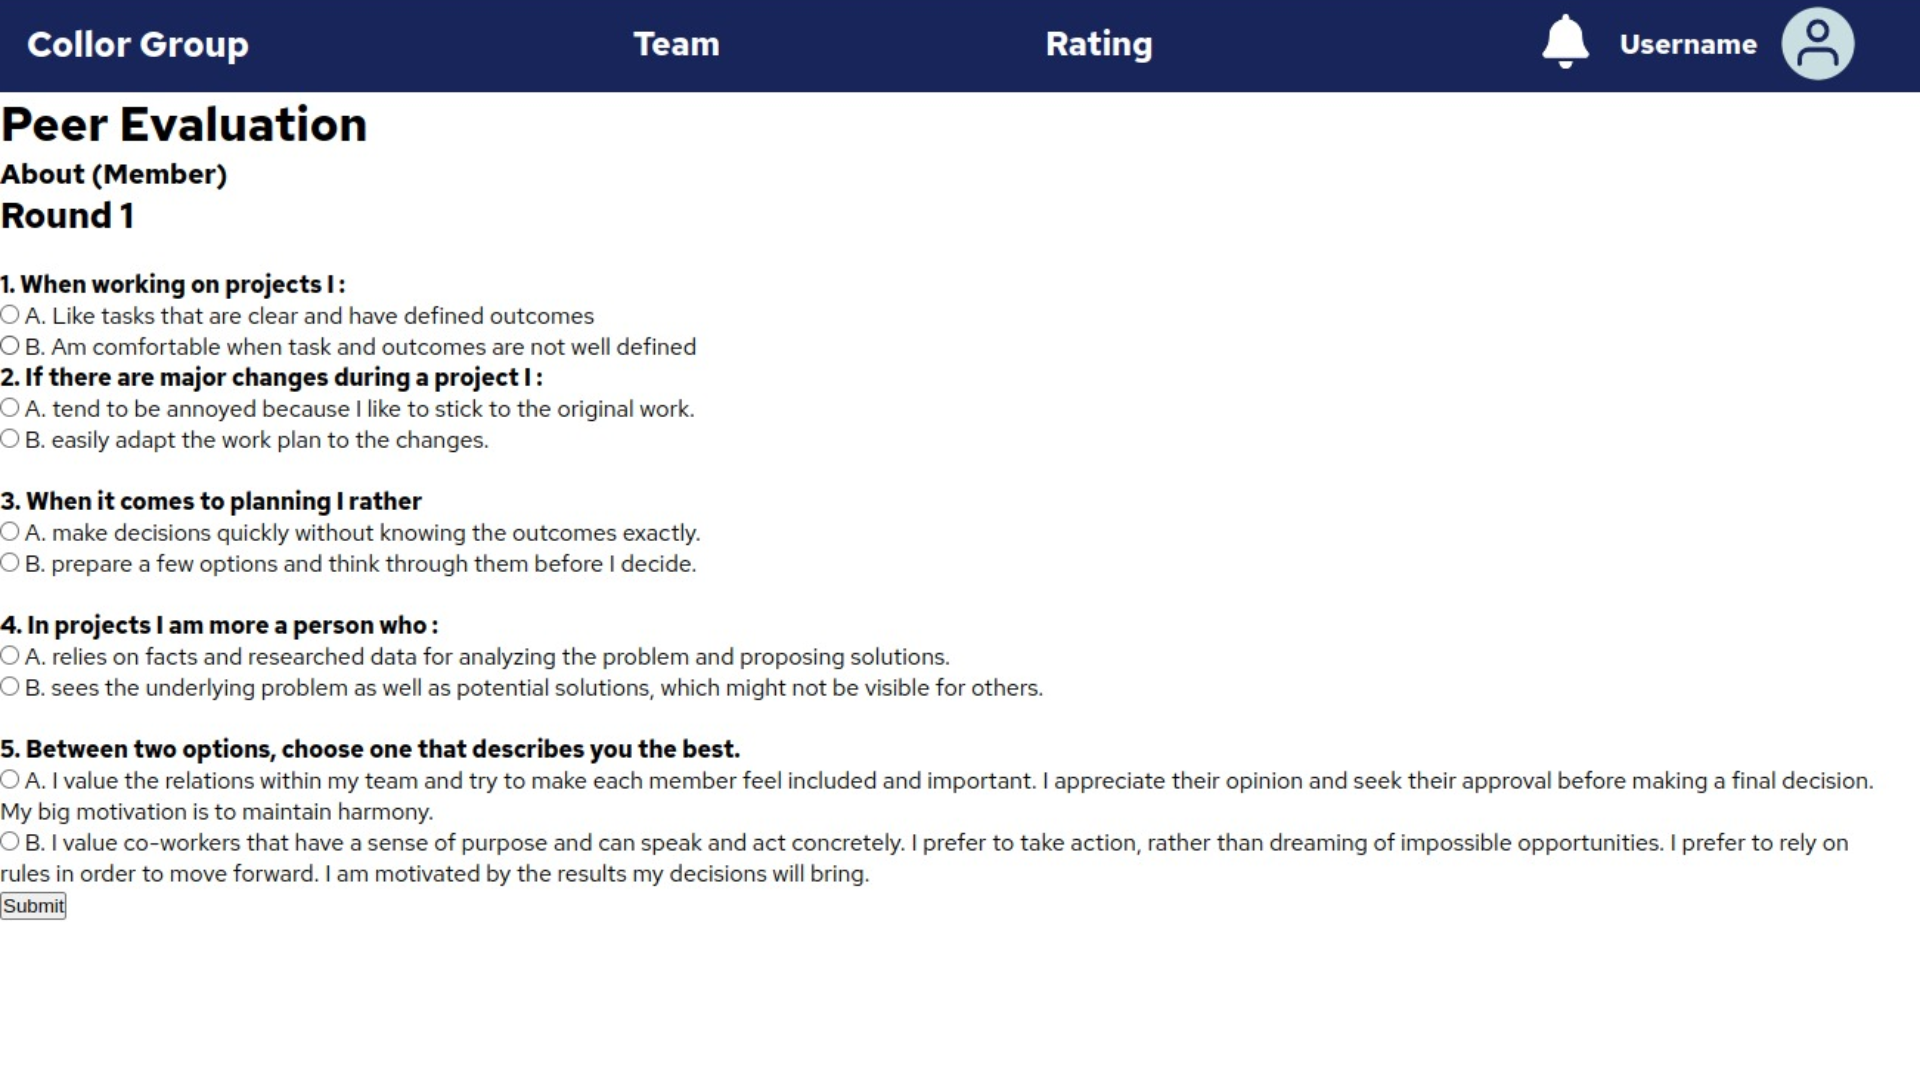 Collor Group Team Rating Username
Peer Evaluation
About (Member)
Round 1
1. When working on projects I :
A. Like tasks that are clear and have defined outcomes
B. Am comfortable when task and outcomes are not well defined
2. If there are major changes during a project I :
A. tend to be annoyed because I like to stick to the original work.
B. easily adapt the work plan to the changes.
3. When it comes to planning I rather
A. make decisions quickly without knowing the outcomes exactly.
B. prepare a few options and think through them before I decide.
4. In projects I am more a person who :
A. relies on facts and researched data for analyzing the problem and proposing solutions.
B. sees the underlying problem as well as potential solutions, which might not be visible for others.
5. Between two options, choose one that describes you the best.
A. I value the relations within my team and try to make each member feel included and important. I appreciate their opinion and seek their approval before making a final decision.
My big motivation is to maintain harmony.
B. I value co-workers that have a sense of purpose and can speak and act concretely. I prefer to take action, rather than dreaming of impossible opportunities. I prefer to rely on
rules in order to move forward. I am motivated by the results my decisions will bring.
Submit